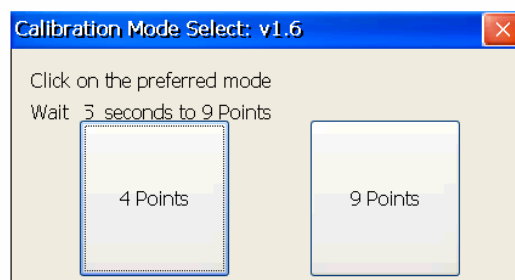 Calibration Mode Select: v1.6
Click on the preferred mode
Wait 3 seconds to 9 Points
4 Points
9 Points